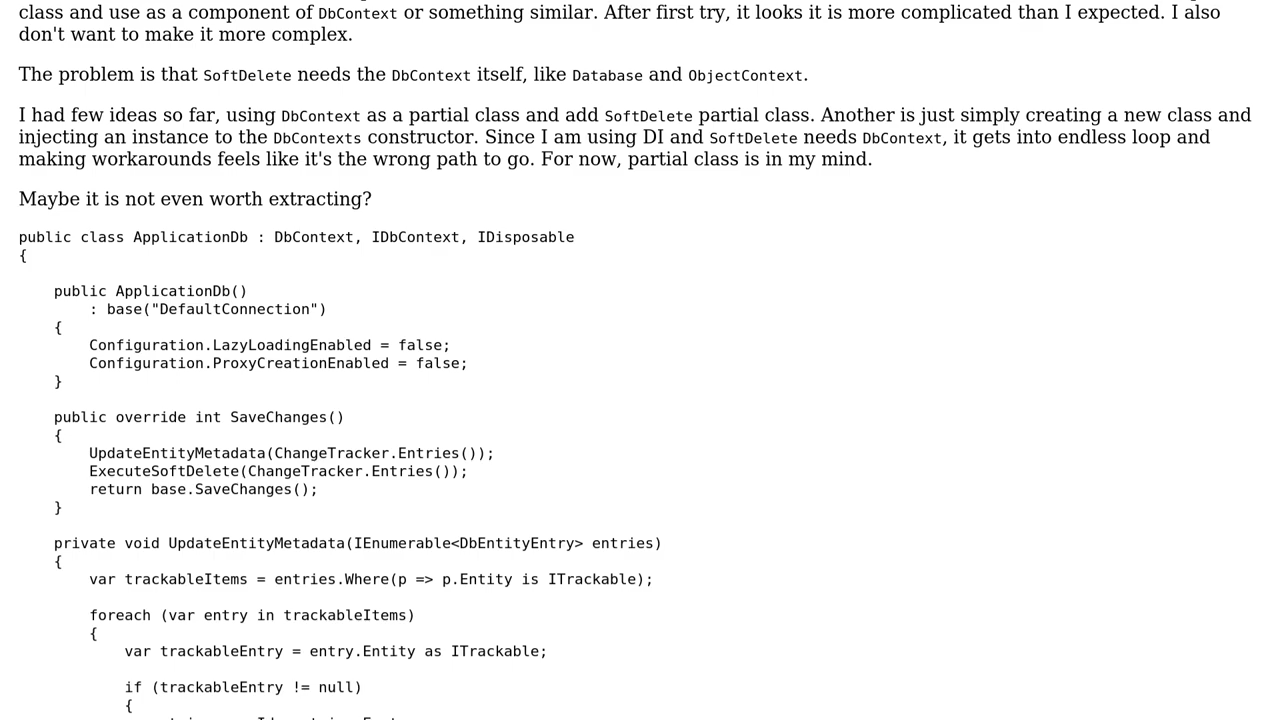 class and use as a component of DbContext or something similar. After first try, it looks it is more complicated than I expected. I also
don't want to make it more complex.
The problem is that SoftDelete needs the DbContext itself, like Database and ObjectContext.
I had few ideas so far, using DbContext as a partial class and add SoftDelete partial class. Another is just simply creating a new class and
injecting an instance to the DbContexts constructor. Since I am using DI and SoftDelete needs DbContext, it gets into endless loop and
making workarounds feels like it's the wrong path to go. For now, partial class is in my mind.
Maybe it is not even worth extracting?
public class ApplicationDb : DbContext, IDbContext, IDisposable
{
    public ApplicationDb()
        : base("DefaultConnection")
    {
        Configuration.LazyLoadingEnabled = false;
        Configuration.ProxyCreationEnabled = false;
    }
    public override int SaveChanges()
    {
        UpdateEntityMetadata(ChangeTracker.Entries());
        ExecuteSoftDelete(ChangeTracker.Entries());
        return base.SaveChanges();
    }
    private void UpdateEntityMetadata(IEnumerable<DbEntityEntry> entries)
    {
        var trackableItems = entries.Where(p => p.Entity is ITrackable);
        foreach (var entry in trackableItems)
        {
            var trackableEntry = entry.Entity as ITrackable;
            if (trackableEntry != null)
            {